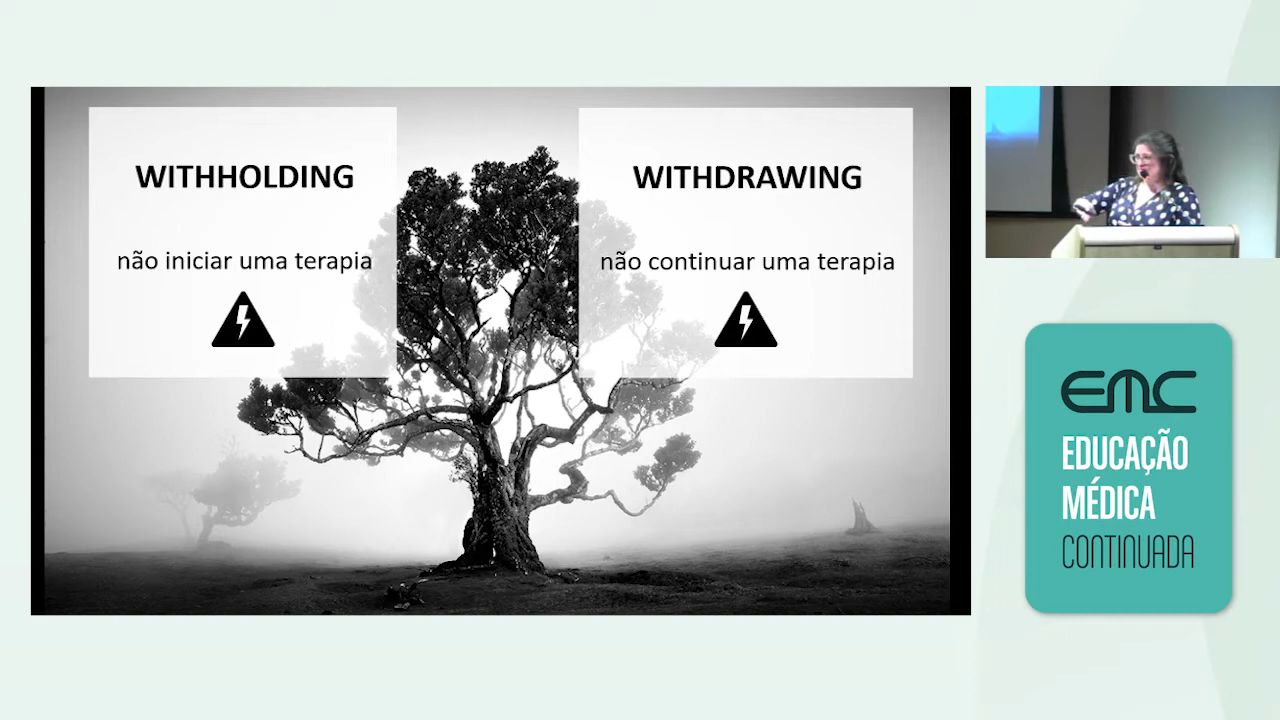 WITHHOLDING
não iniciar uma terapia
WITHDRAWING
não continuar uma terapia
EMC
EDUCAÇÃO
MÉDICA
CONTINUADA